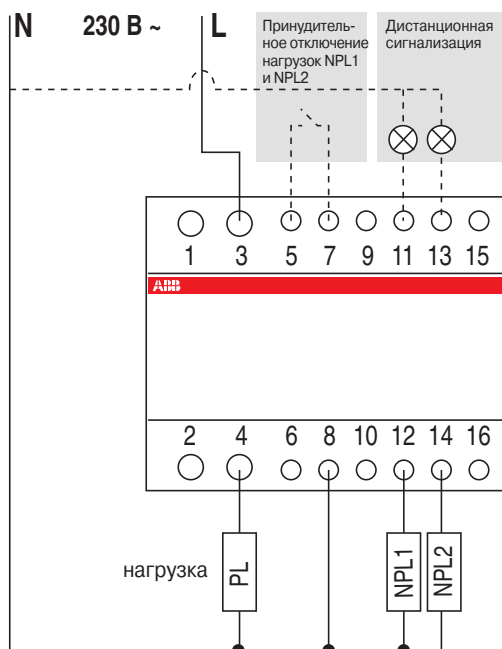 N 230 В ~ L
Принудитель-
ное отключение
нагрузок NPL1
и NPL2
Дистанционная
сигнализация
1 3 5 7 9 11 13 15
ABB
2 4 6 8 10 12 14 16
нагрузка
PL
NPL1
NPL2